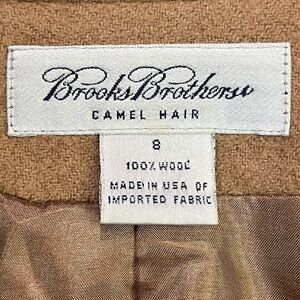 Brooks Brothers
CAMEL HAIR
8
100% WOOL
MADE IN USA OF
IMPORTED FABRIC